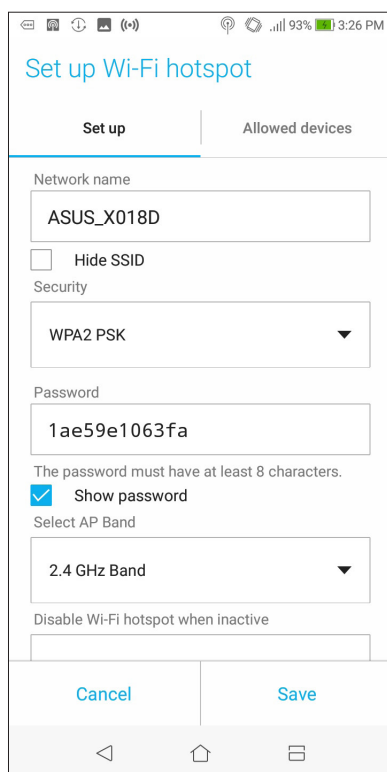 93% 3:26 PM
Set up Wi-Fi hotspot
Set up Allowed devices
Network name
ASUS_X018D
Hide SSID
Security
WPA2 PSK
Password
1ae59e1063fa
The password must have at least 8 characters.
Show password
Select AP Band
2.4 GHz Band
Disable Wi-Fi hotspot when inactive
Cancel Save